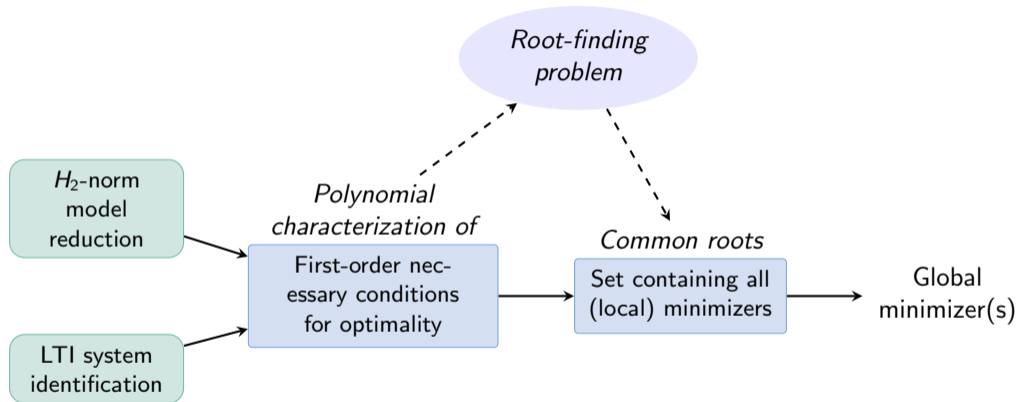 Root-finding
problem
H₂-norm
model
reduction
Polynomial
characterization of
First-order nec-
essary conditions
for optimality
Common roots
Set containing all
(local) minimizers
Global
minimizer(s)
LTI system
identification